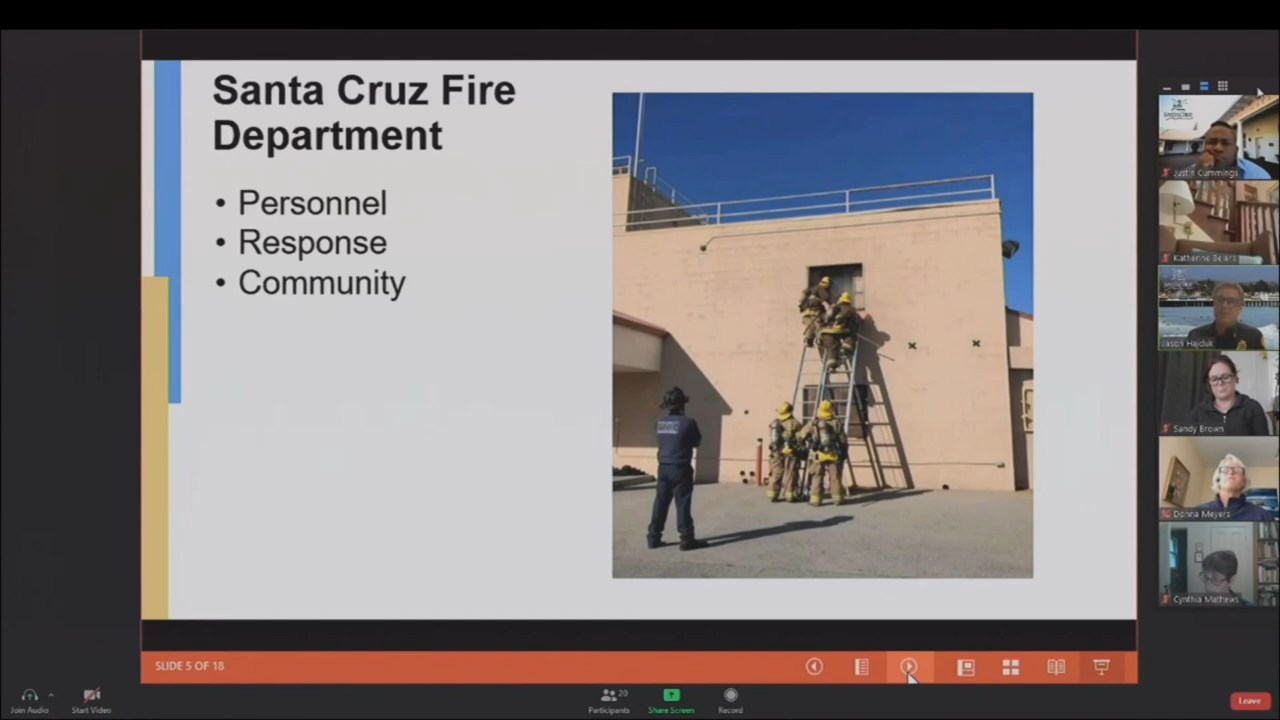 Santa Cruz Fire
Department
• Personnel
• Response
• Community
Justin Cummings
Katherine Beiers
Jason Hajduk
Sandy Brown
Donna Meyers
Cynthia Mathews
SLIDE 5 OF 18
Join Audio
Start Video
20
Participants
Share Screen
Record
Leave